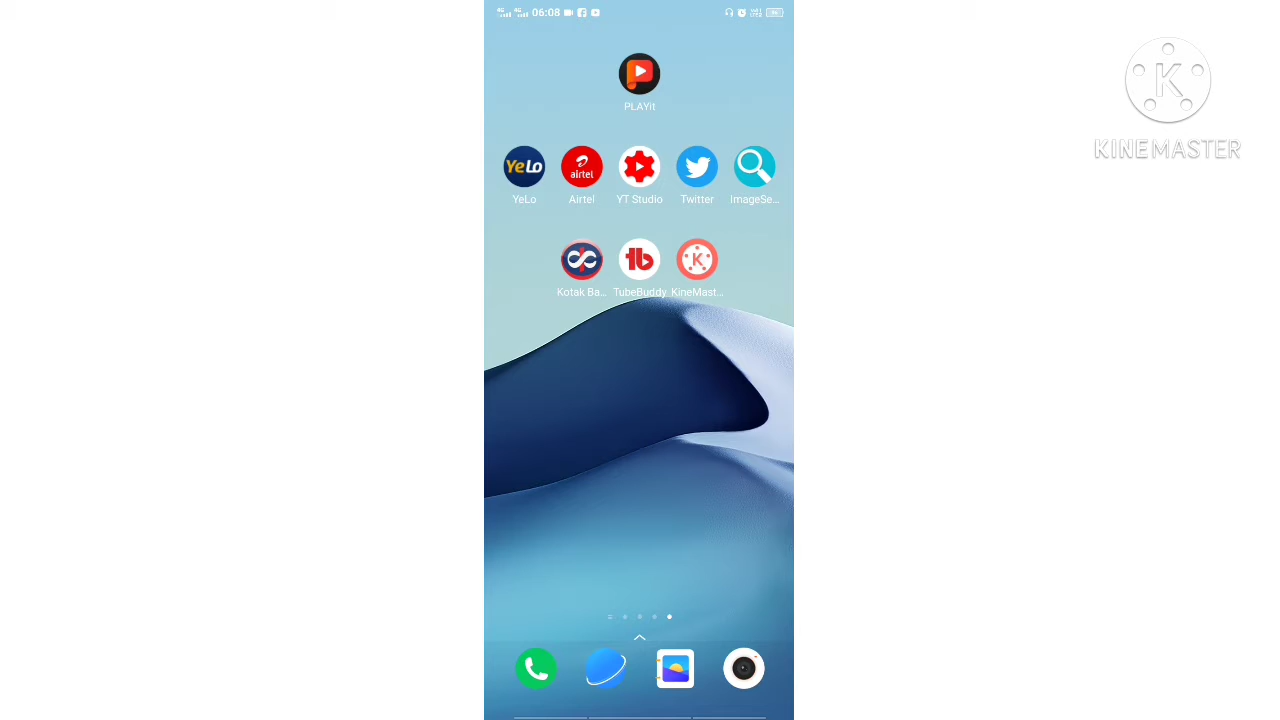 06:08
PLAYit
YeLo
airtel
YeLo
Airtel
YT Studio
Twitter
ImageSe...
Kotak Ba...
TubeBuddy
KineMast...
K
KINEMASTER